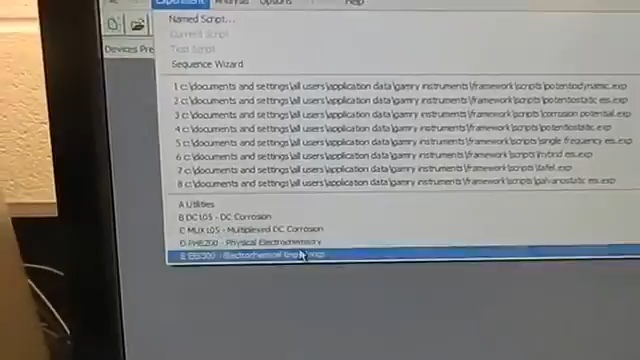 Experiment Analysis Options Help
Devices Pre
Named Script...
Current Script
Test Script
Sequence Wizard
1 c:\documents and settings\all users\application data\gamry instruments\framework\scripts\potentiodynamic.exp
2 c:\documents and settings\all users\application data\gamry instruments\framework\scripts\potentiostatic eis.exp
3 c:\documents and settings\all users\application data\gamry instruments\framework\scripts\corrosion potential.exp
4 c:\documents and settings\all users\application data\gamry instruments\framework\scripts\potentiostatic.exp
5 c:\documents and settings\all users\application data\gamry instruments\framework\scripts\single frequency eis.exp
6 c:\documents and settings\all users\application data\gamry instruments\framework\scripts\hybrid eis.exp
7 c:\documents and settings\all users\application data\gamry instruments\framework\scripts\tafel.exp
8 c:\documents and settings\all users\application data\gamry instruments\framework\scripts\galvanostatic eis.exp
A Utilities
B DC105 - DC Corrosion
C MUX105 - Multiplexed DC Corrosion
D PHE200 - Physical Electrochemistry
E EIS300 - Electrochemical